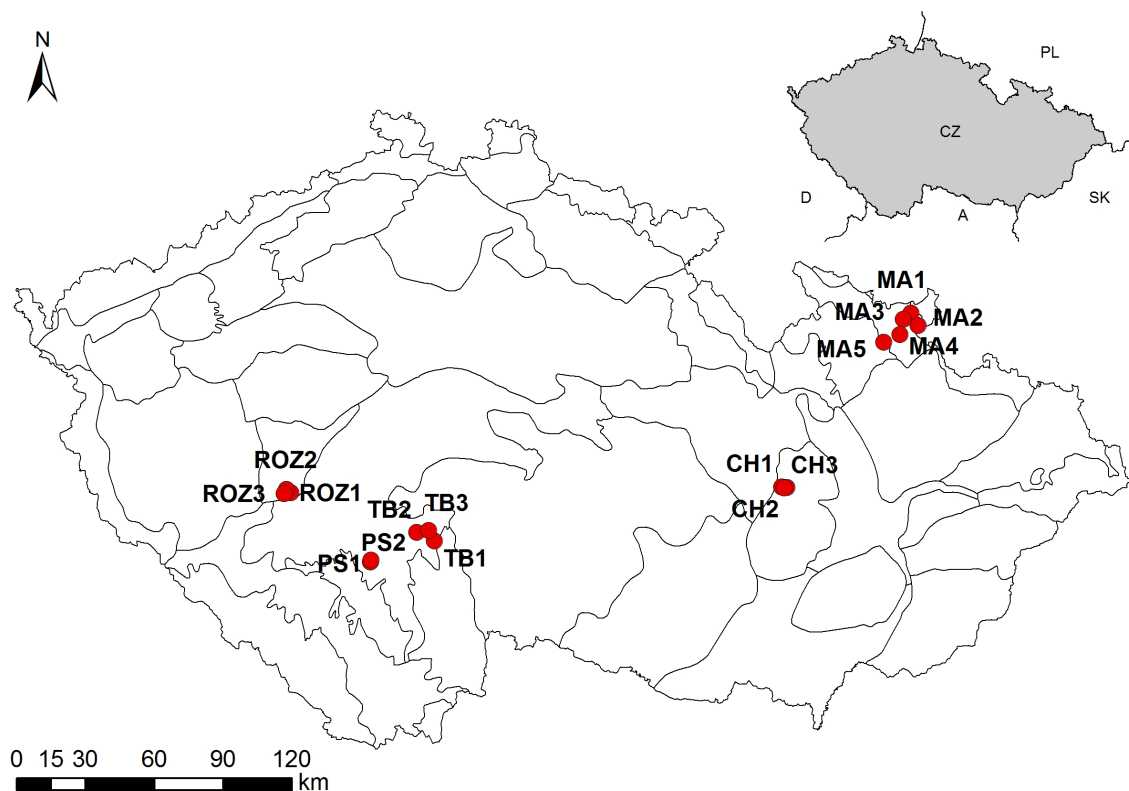 N
PL
CZ
D
SK
A
MA1
MA3
MA2
MA5
MA4
ROZ2
CH1
CH3
ROZ3
ROZ1
TB3
TB2
CH2
PS2
TB1
PS1
0 15 30 60 90 120
km